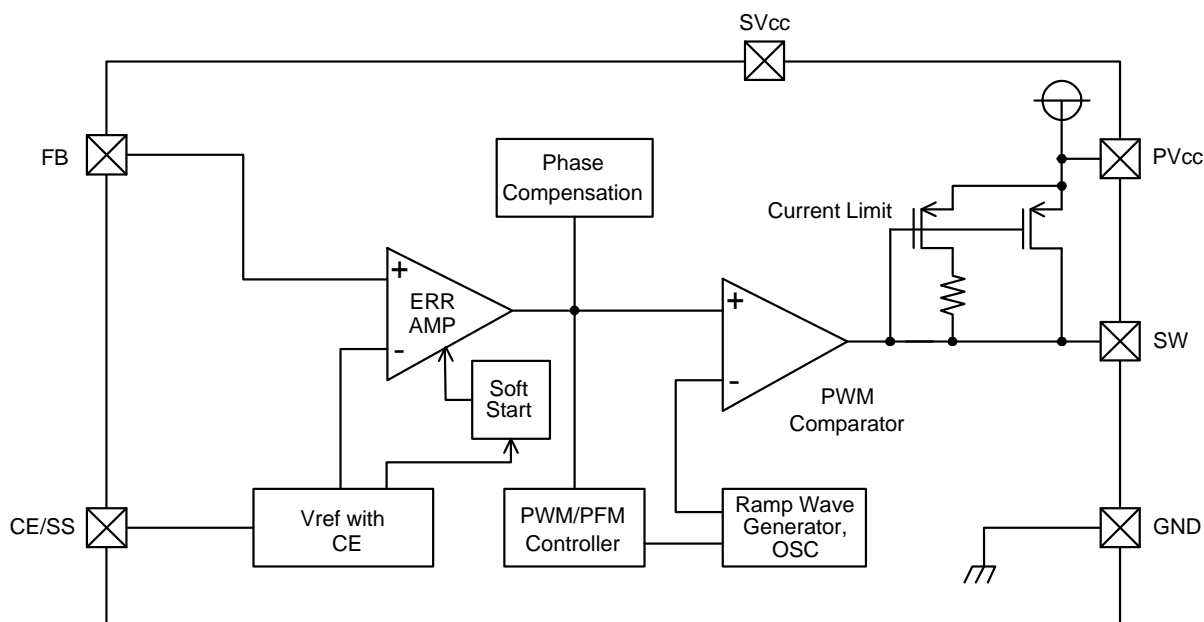 SVcc
FB
Phase
Compensation
PVcc
Current Limit
+
ERR
AMP
-
+
-
SW
Soft
Start
PWM
Comparator
CE/SS
Vref with
CE
PWM/PFM
Controller
Ramp Wave
Generator,
OSC
GND